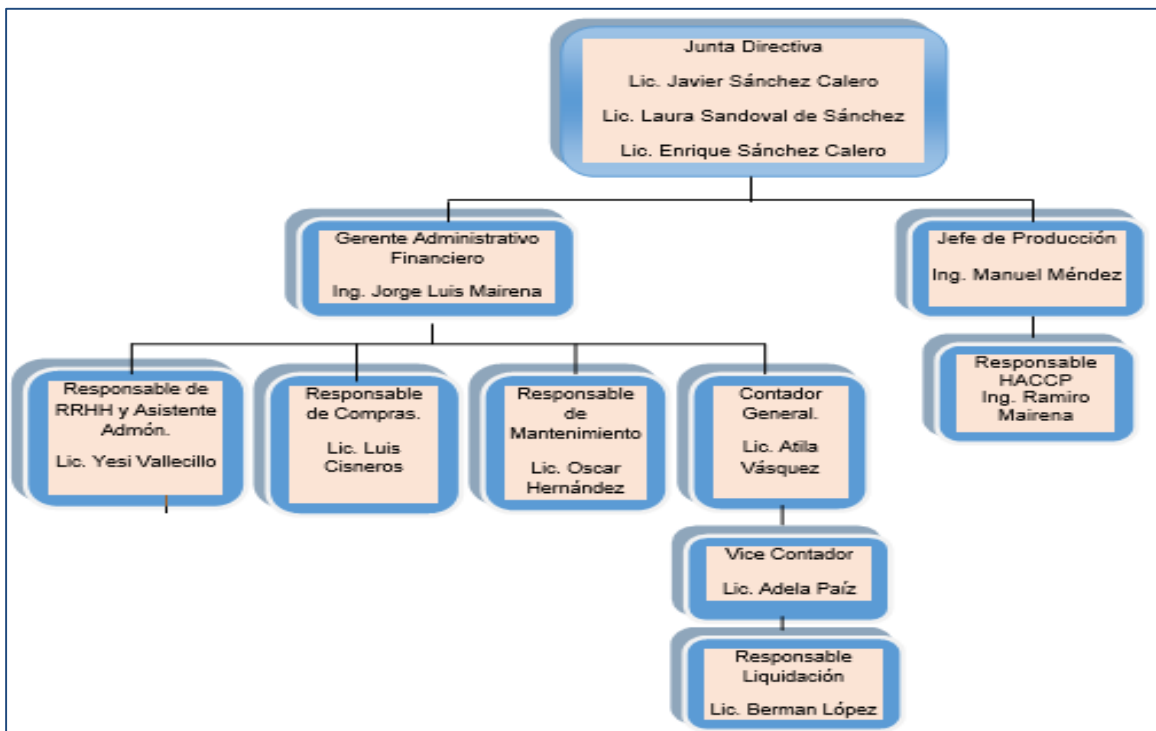 Junta Directiva
Lic. Javier Sánchez Calero
Lic. Laura Sandoval de Sánchez
Lic. Enrique Sánchez Calero
Gerente Administrativo
Financiero
Ing. Jorge Luis Mairena
Jefe de Producción
Ing. Manuel Méndez
Responsable de
RRHH y Asistente
Admón.
Lic. Yesi Vallecillo
Responsable
de Compras.
Lic. Luis
Cisneros
Responsable
de
Mantenimiento
Lic. Oscar
Hernández
Contador
General.
Lic. Atila
Vásquez
Responsable
HACCP
Ing. Ramiro
Mairena
Vice Contador
Lic. Adela Paíz
Responsable
Liquidación
Lic. Berman López